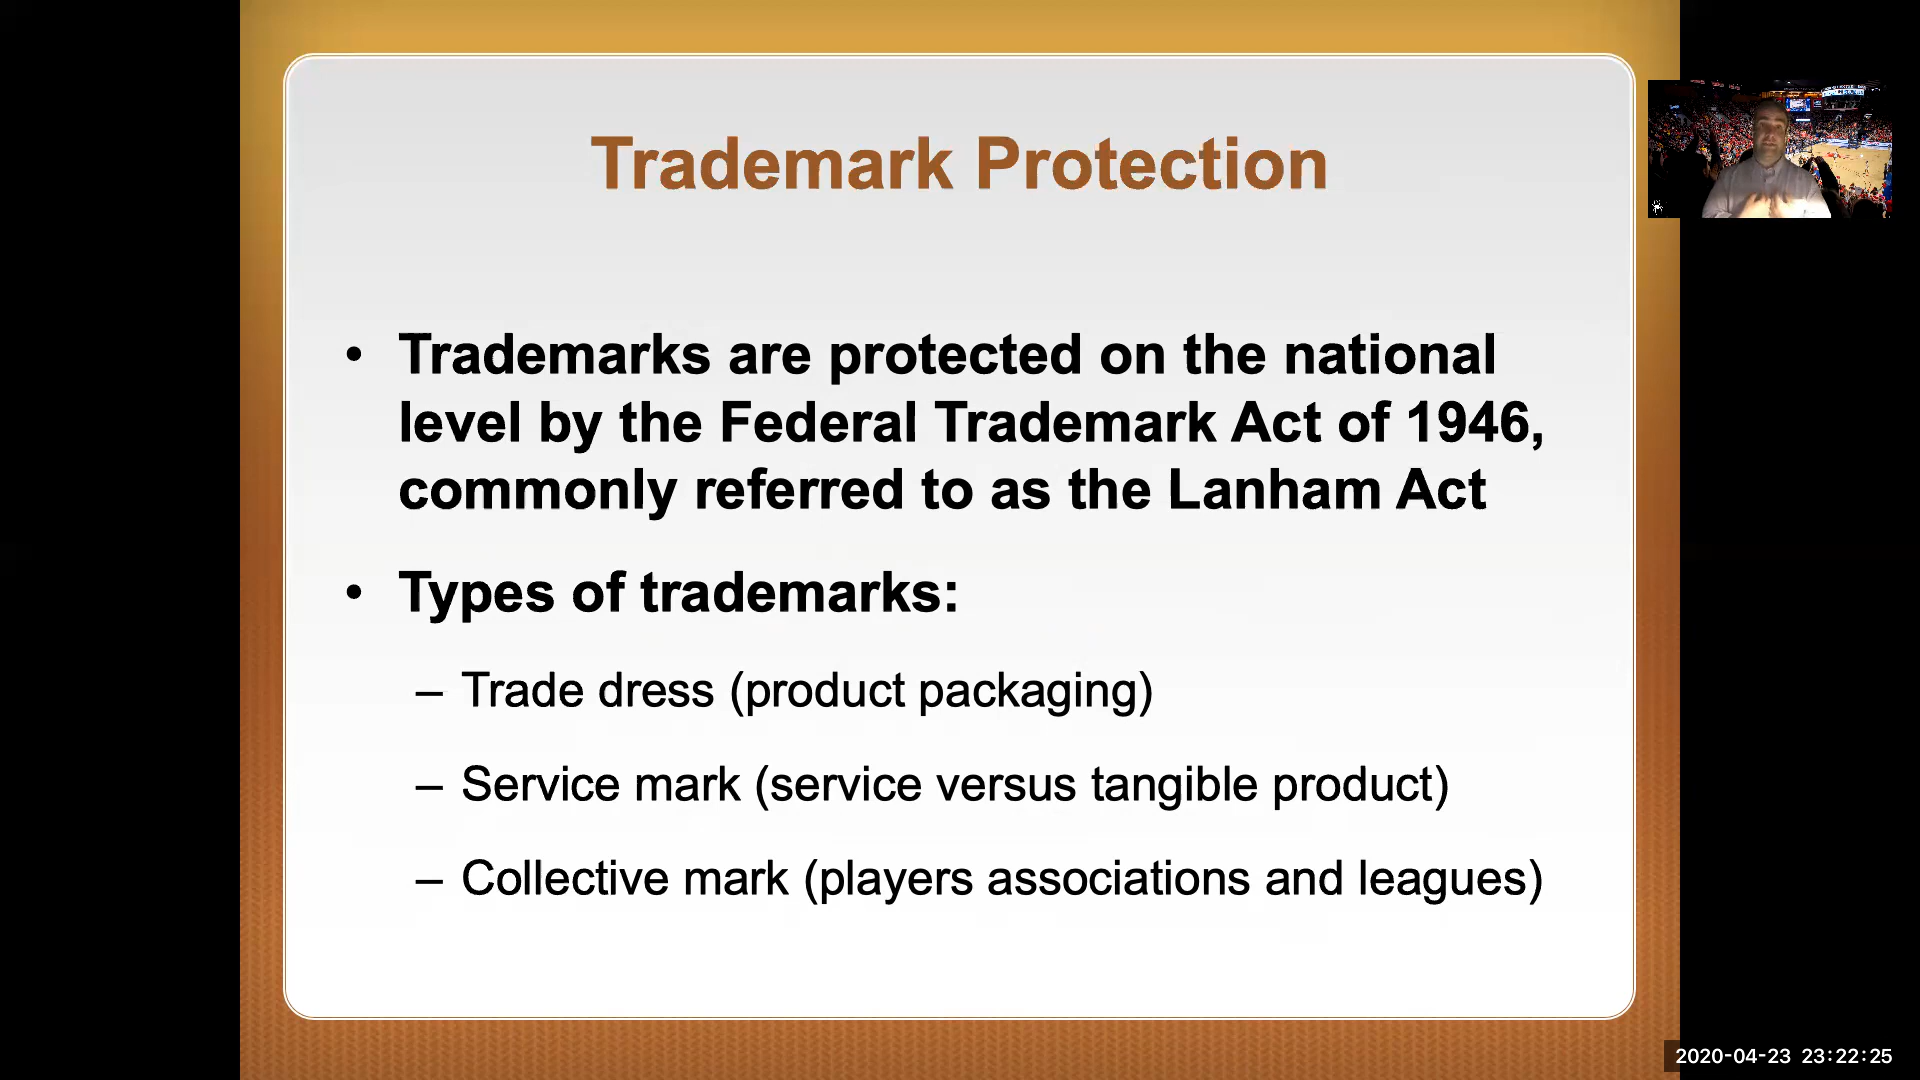 Trademark Protection
• Trademarks are protected on the national
level by the Federal Trademark Act of 1946,
commonly referred to as the Lanham Act
• Types of trademarks:
– Trade dress (product packaging)
– Service mark (service versus tangible product)
– Collective mark (players associations and leagues)
2020-04-23 23:22:25